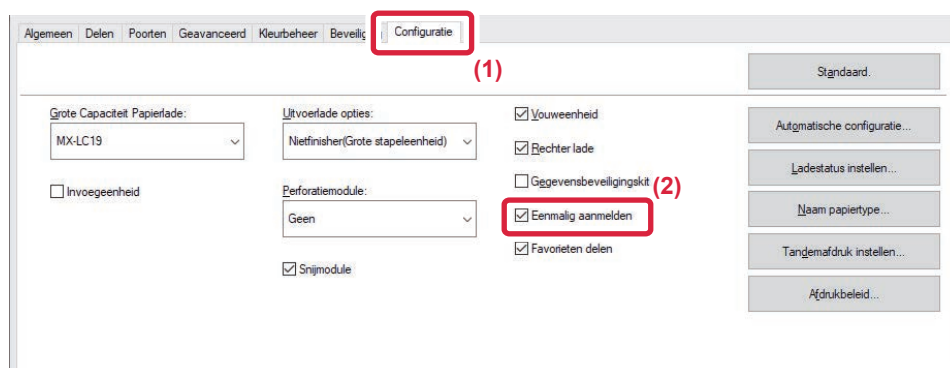 Algemeen Delen Poorten Geavanceerd Kleurbeheer Configuratie
(1)
Standaard.
Grote Capaciteit Papierlade:
MX-LC19
Invoegeenheid
Uitvoerlade opties:
Nietfinisher(Grote stapeleenheid)
Perforatiemodule:
Geen
Snijmodule
Vouweenheid
Rechter lade
Gegevensbeveiligingskit
(2)
Eenmalig aanmelden
Favorieten delen
Automatische configuratie...
Ladestatus instellen...
Naam papiertype...
Tandemafdruk instellen...
Afdrukbeleid...